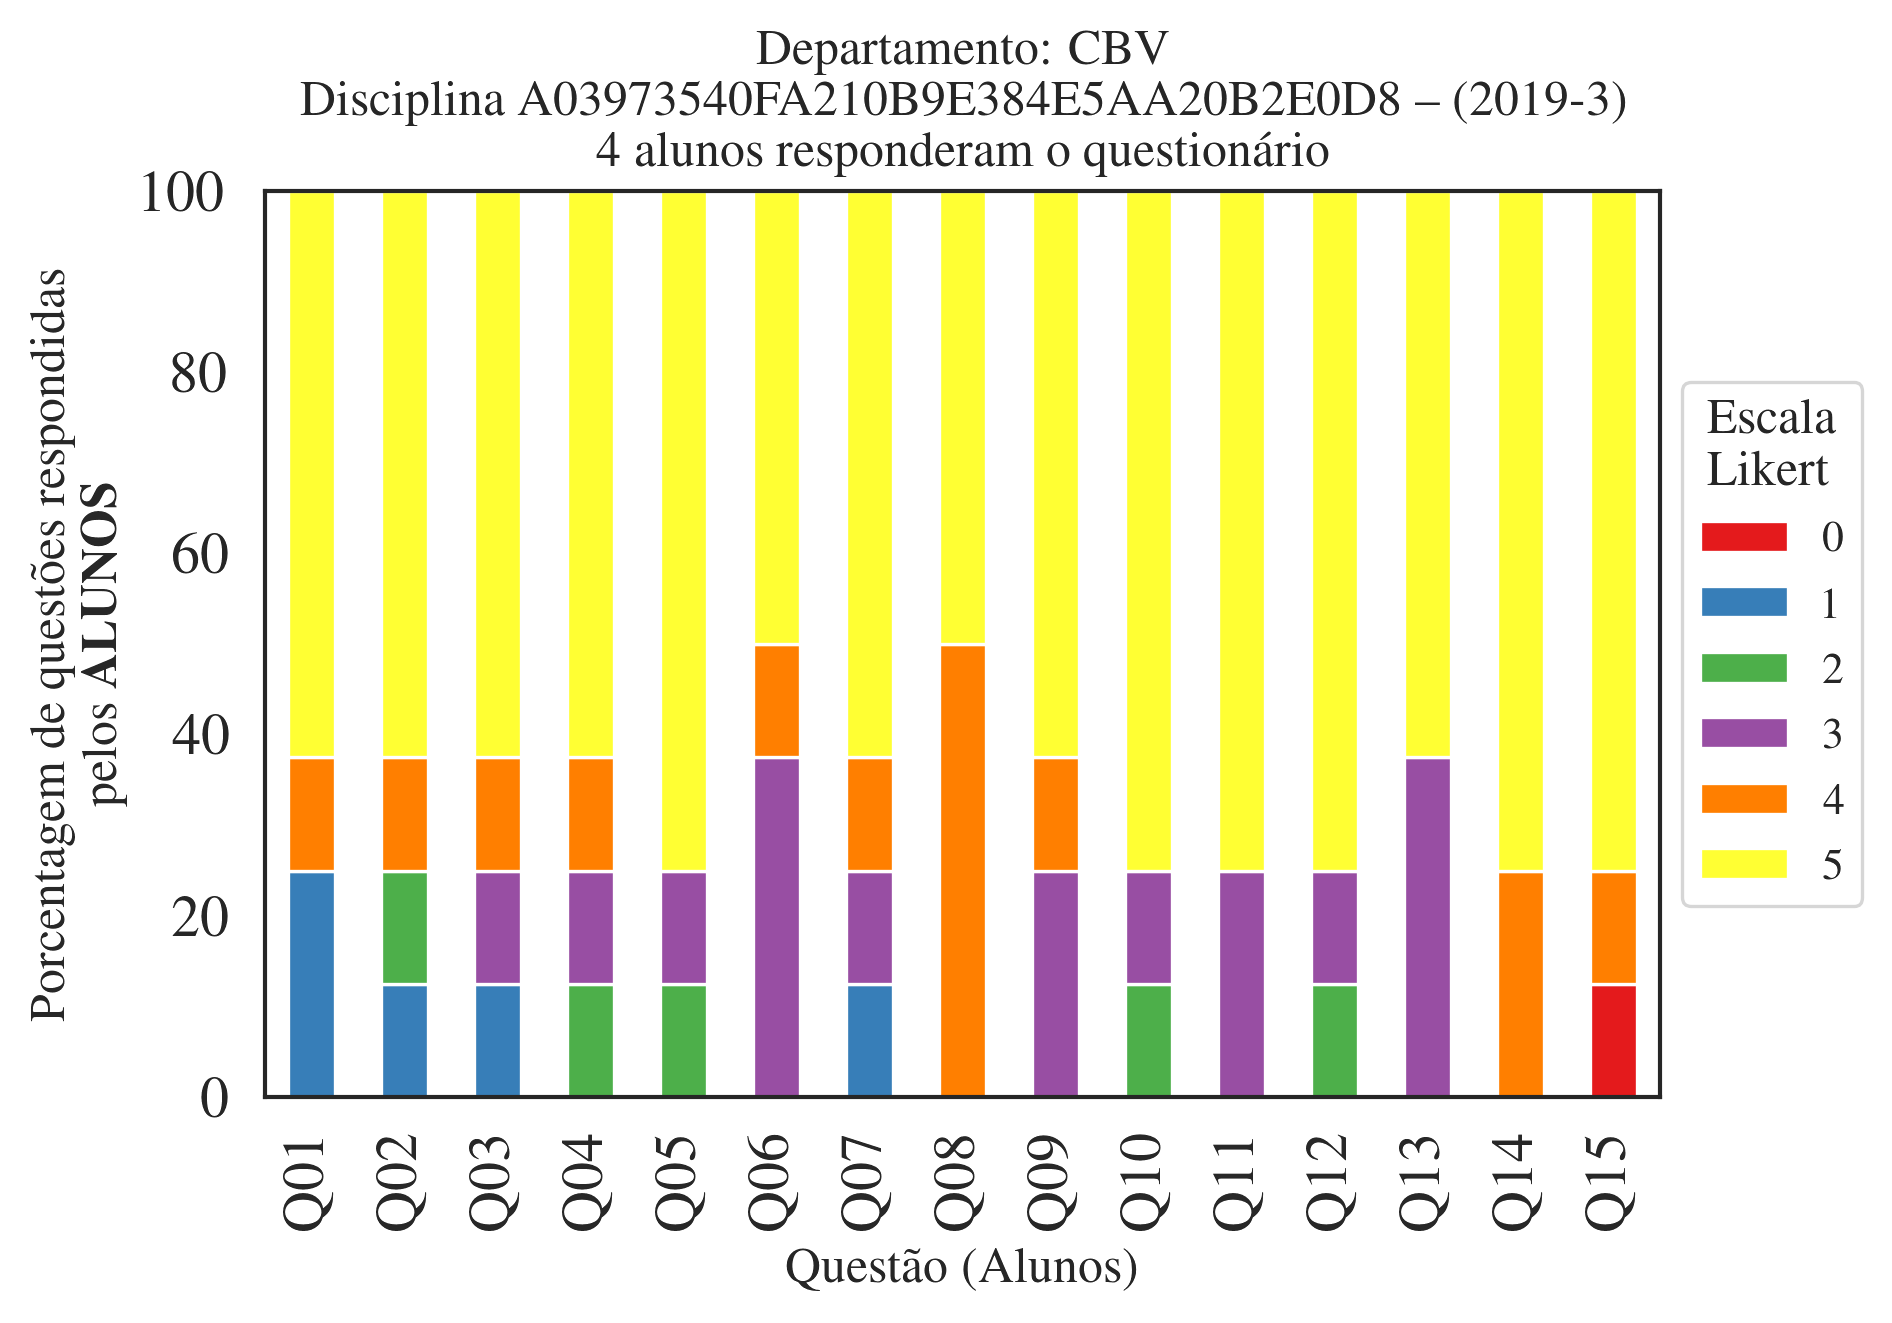 Departamento: CBV
Disciplina A03973540FA210B9E384E5AA20B2E0D8 – (2019-3)
4 alunos responderam o questionário
Porcentagem de questões respondidas
pelos ALUNOS
100
80
60
40
20
0
Q01
Q02
Q03
Q04
Q05
Q06
Q07
Q08
Q09
Q10
Q11
Q12
Q13
Q14
Q15
Questão (Alunos)
Escala
Likert
0
1
2
3
4
5